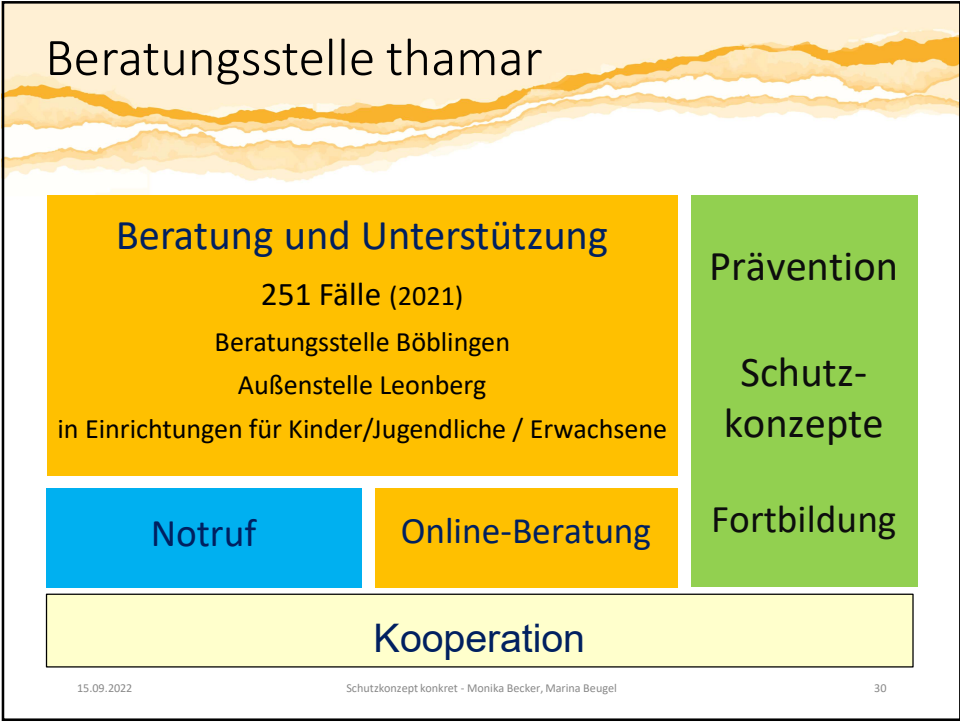 Beratungsstelle thamar
Beratung und Unterstützung
251 Fälle (2021)
Beratungsstelle Böblingen
Außenstelle Leonberg
in Einrichtungen für Kinder/Jugendliche / Erwachsene
Prävention
Schutz-
konzepte
Fortbildung
Notruf
Online-Beratung
Kooperation
15.09.2022
Schutzkonzept konkret - Monika Becker, Marina Beugel
30